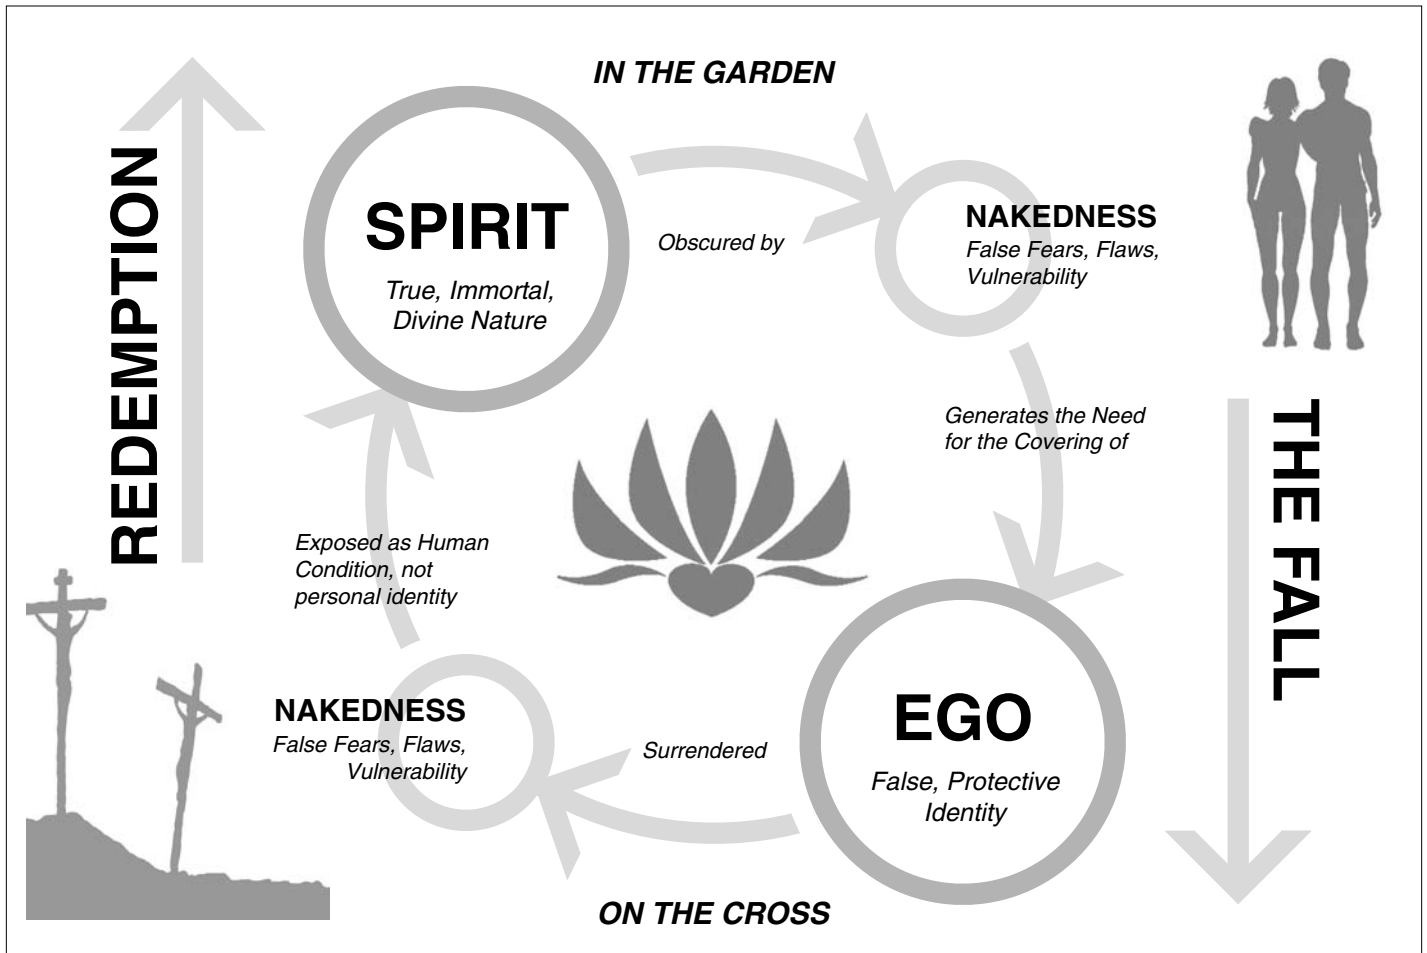 IN THE GARDEN
REDEMPTION
SPIRIT
True, Immortal,
Divine Nature
Obscured by
NAKEDNESS
False Fears, Flaws,
Vulnerability
Generates the Need
for the Covering of
THE FALL
EGO
False, Protective
Identity
Surrendered
NAKEDNESS
False Fears, Flaws,
Vulnerability
Exposed as Human
Condition, not
personal identity
ON THE CROSS